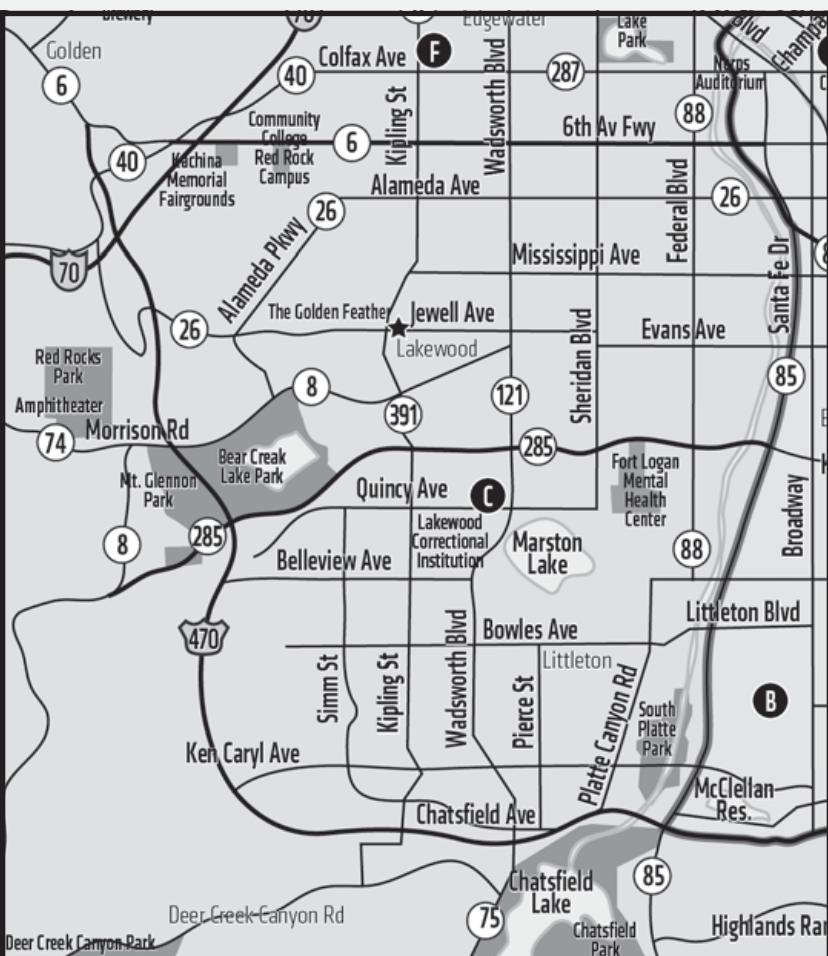 Brewery
70
Edgewater
Lake
Park
Blvd
Golden
Colfax Ave
F
Wadsworth Blvd
287
Norps
Auditorium
6
40
Kipling St
88
Community
College
Red Rock
Campus
6
6th Av Fwy
40
Kachina
Memorial
Fairgrounds
Alameda Ave
26
Federal Blvd
26
Alameda Pkwy
Mississippi Ave
Santa Fe Dr
70
The Golden Feather
Jewell Ave
26
Lakewood
Sheridan Blvd
Evans Ave
Red Rocks
Park
Amphitheater
8
391
121
85
74
Morrison Rd
285
Bear Creek
Lake Park
Fort Logan
Mental
Health
Center
Mt. Glennon
Park
Quincy Ave
C
Broadway
8
285
Lakewood
Correctional
Institution
Marston
Lake
88
Belleview Ave
Littleton Blvd
470
Bowles Ave
Littleton
Simm St
Kipling St
Wadsworth Blvd
Pierce St
Platte Canyon Rd
South
Platte
Park
B
Ken Caryl Ave
McClellan
Res.
Chatsfield Ave
85
Chatsfield
Lake
75
Deer Creek Canyon Rd
Deer Creek Canyon Park
Chatsfield
Park
Highlands Ra